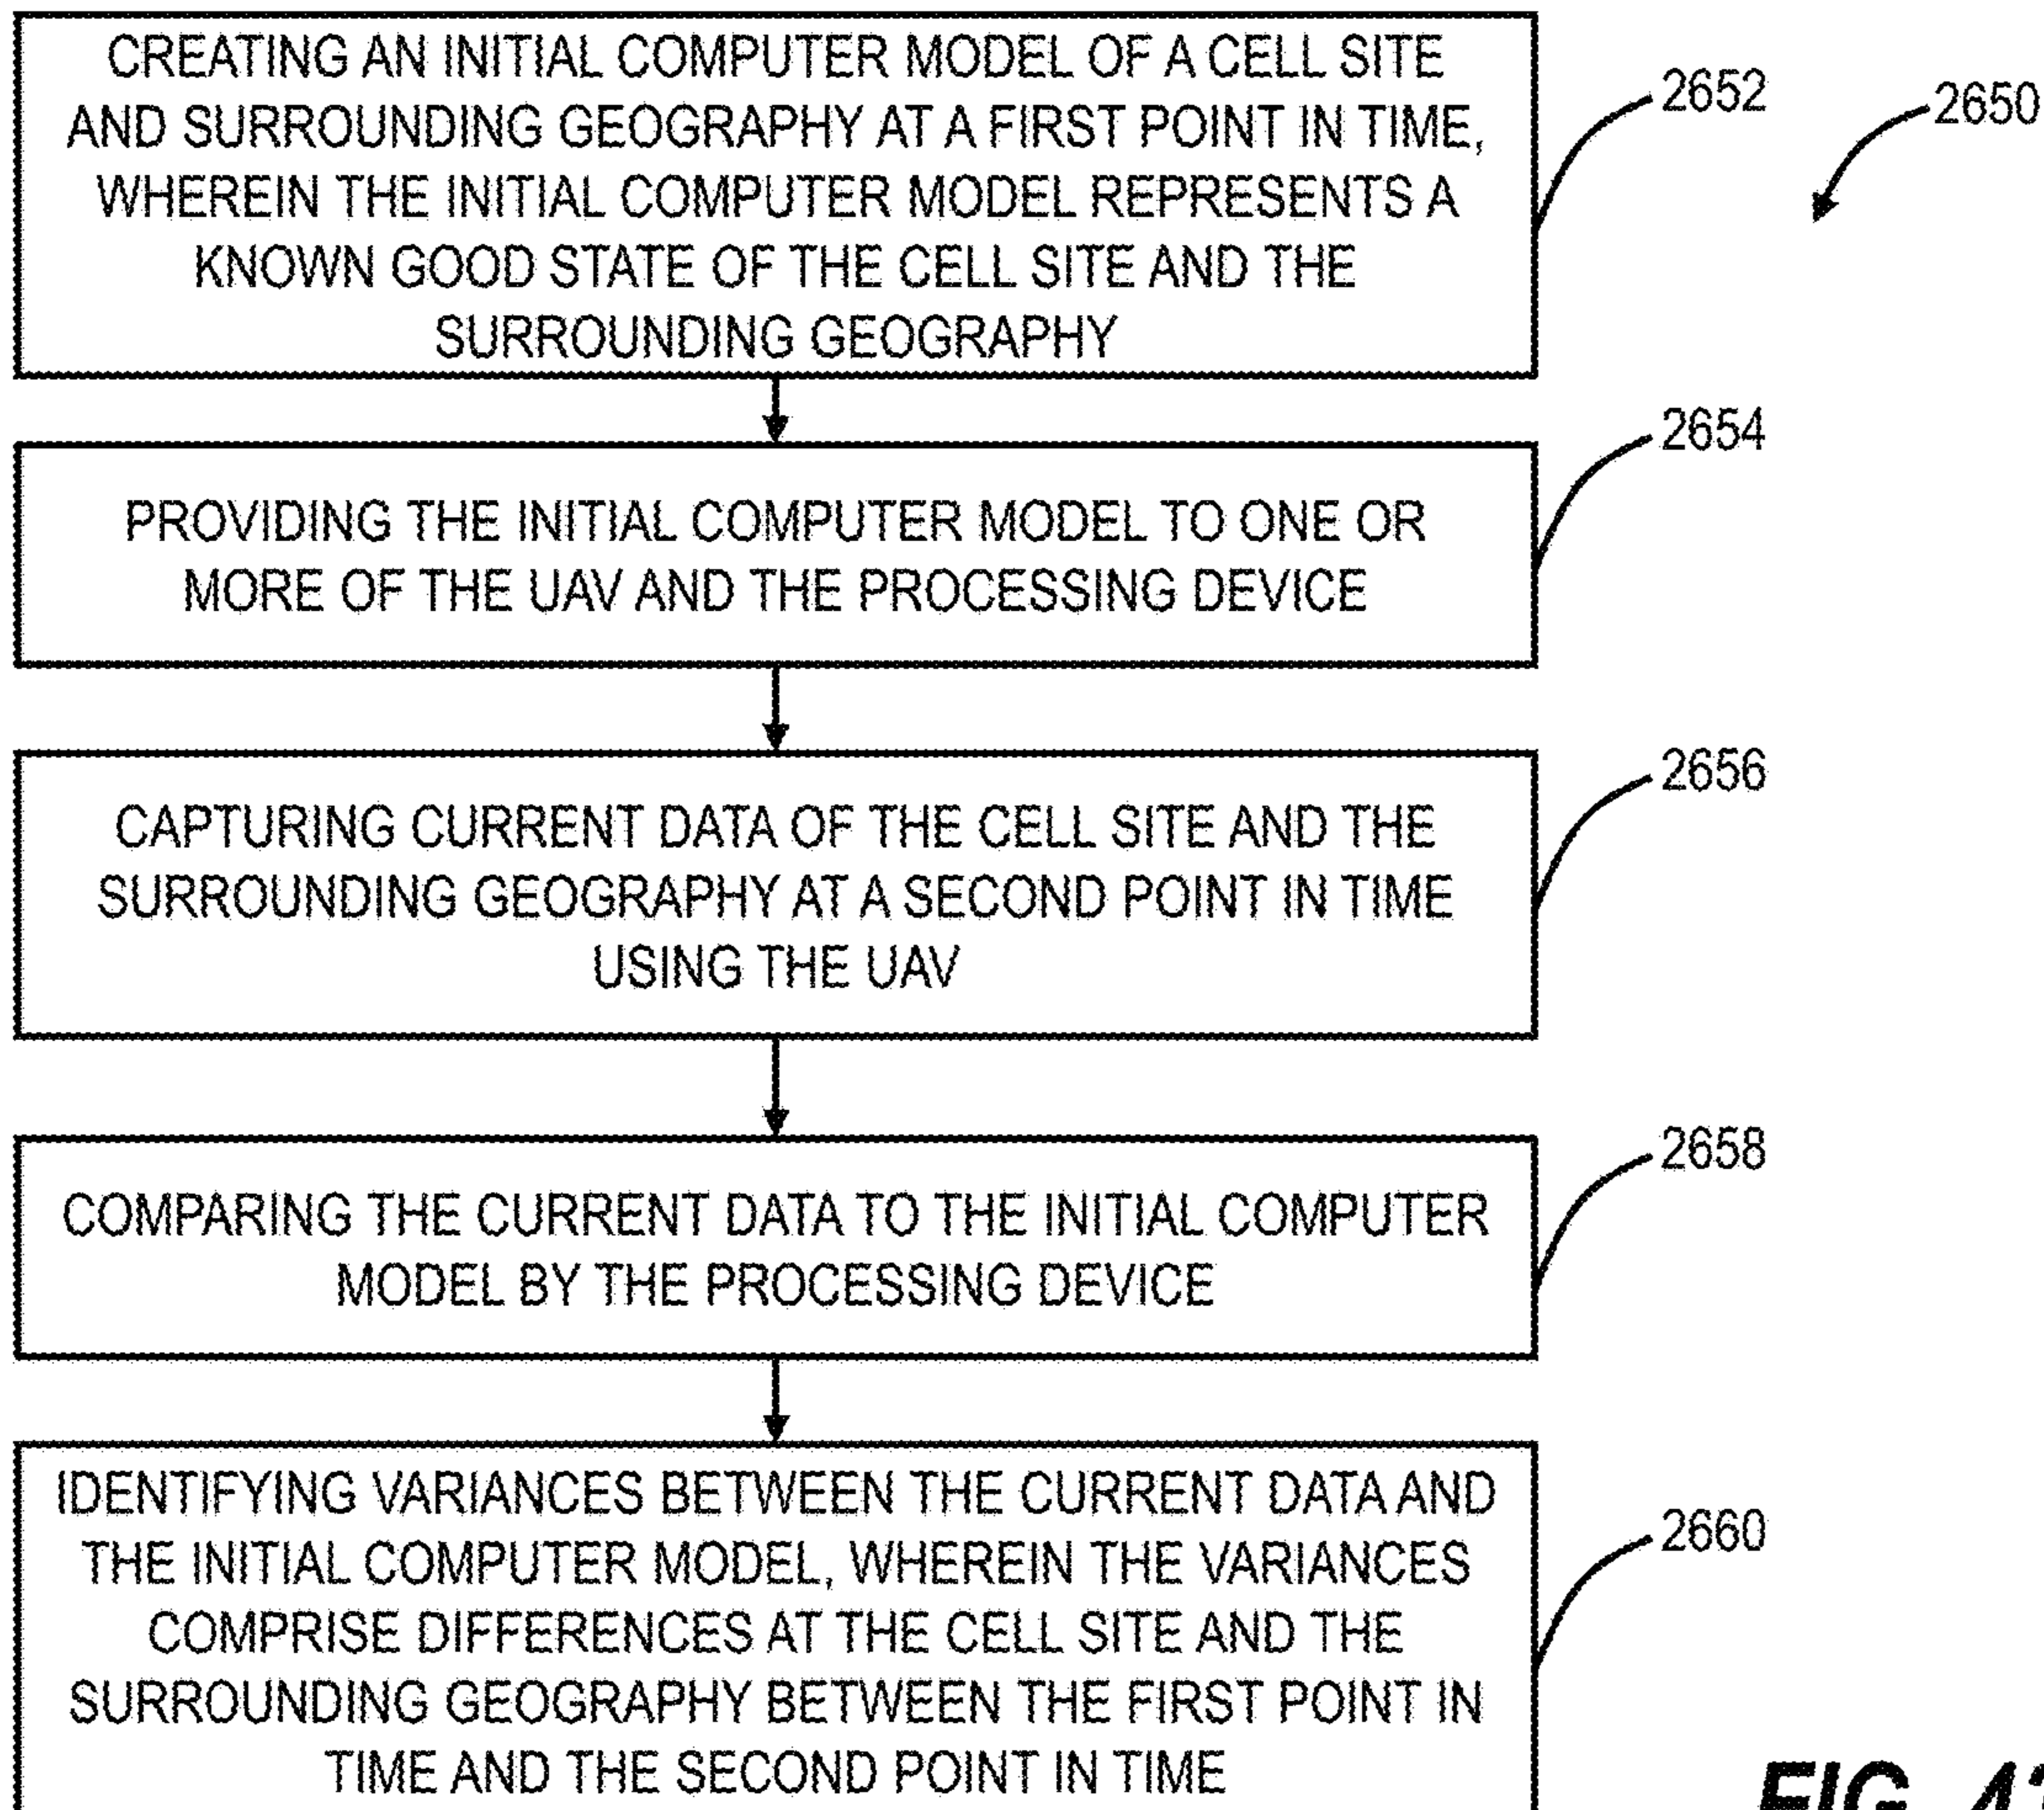 CREATING AN INITIAL COMPUTER MODEL OF A CELL SITE
AND SURROUNDING GEOGRAPHY AT A FIRST POINT IN TIME,
WHEREIN THE INITIAL COMPUTER MODEL REPRESENTS A
KNOWN GOOD STATE OF THE CELL SITE AND THE
SURROUNDING GEOGRAPHY
2652
2650
PROVIDING THE INITIAL COMPUTER MODEL TO ONE OR
MORE OF THE UAV AND THE PROCESSING DEVICE
2654
CAPTURING CURRENT DATA OF THE CELL SITE AND THE
SURROUNDING GEOGRAPHY AT A SECOND POINT IN TIME
USING THE UAV
2656
COMPARING THE CURRENT DATA TO THE INITIAL COMPUTER
MODEL BY THE PROCESSING DEVICE
2658
IDENTIFYING VARIANCES BETWEEN THE CURRENT DATA AND
THE INITIAL COMPUTER MODEL, WHEREIN THE VARIANCES
COMPRISE DIFFERENCES AT THE CELL SITE AND THE
SURROUNDING GEOGRAPHY BETWEEN THE FIRST POINT IN
TIME AND THE SECOND POINT IN TIME
2660
FIG.